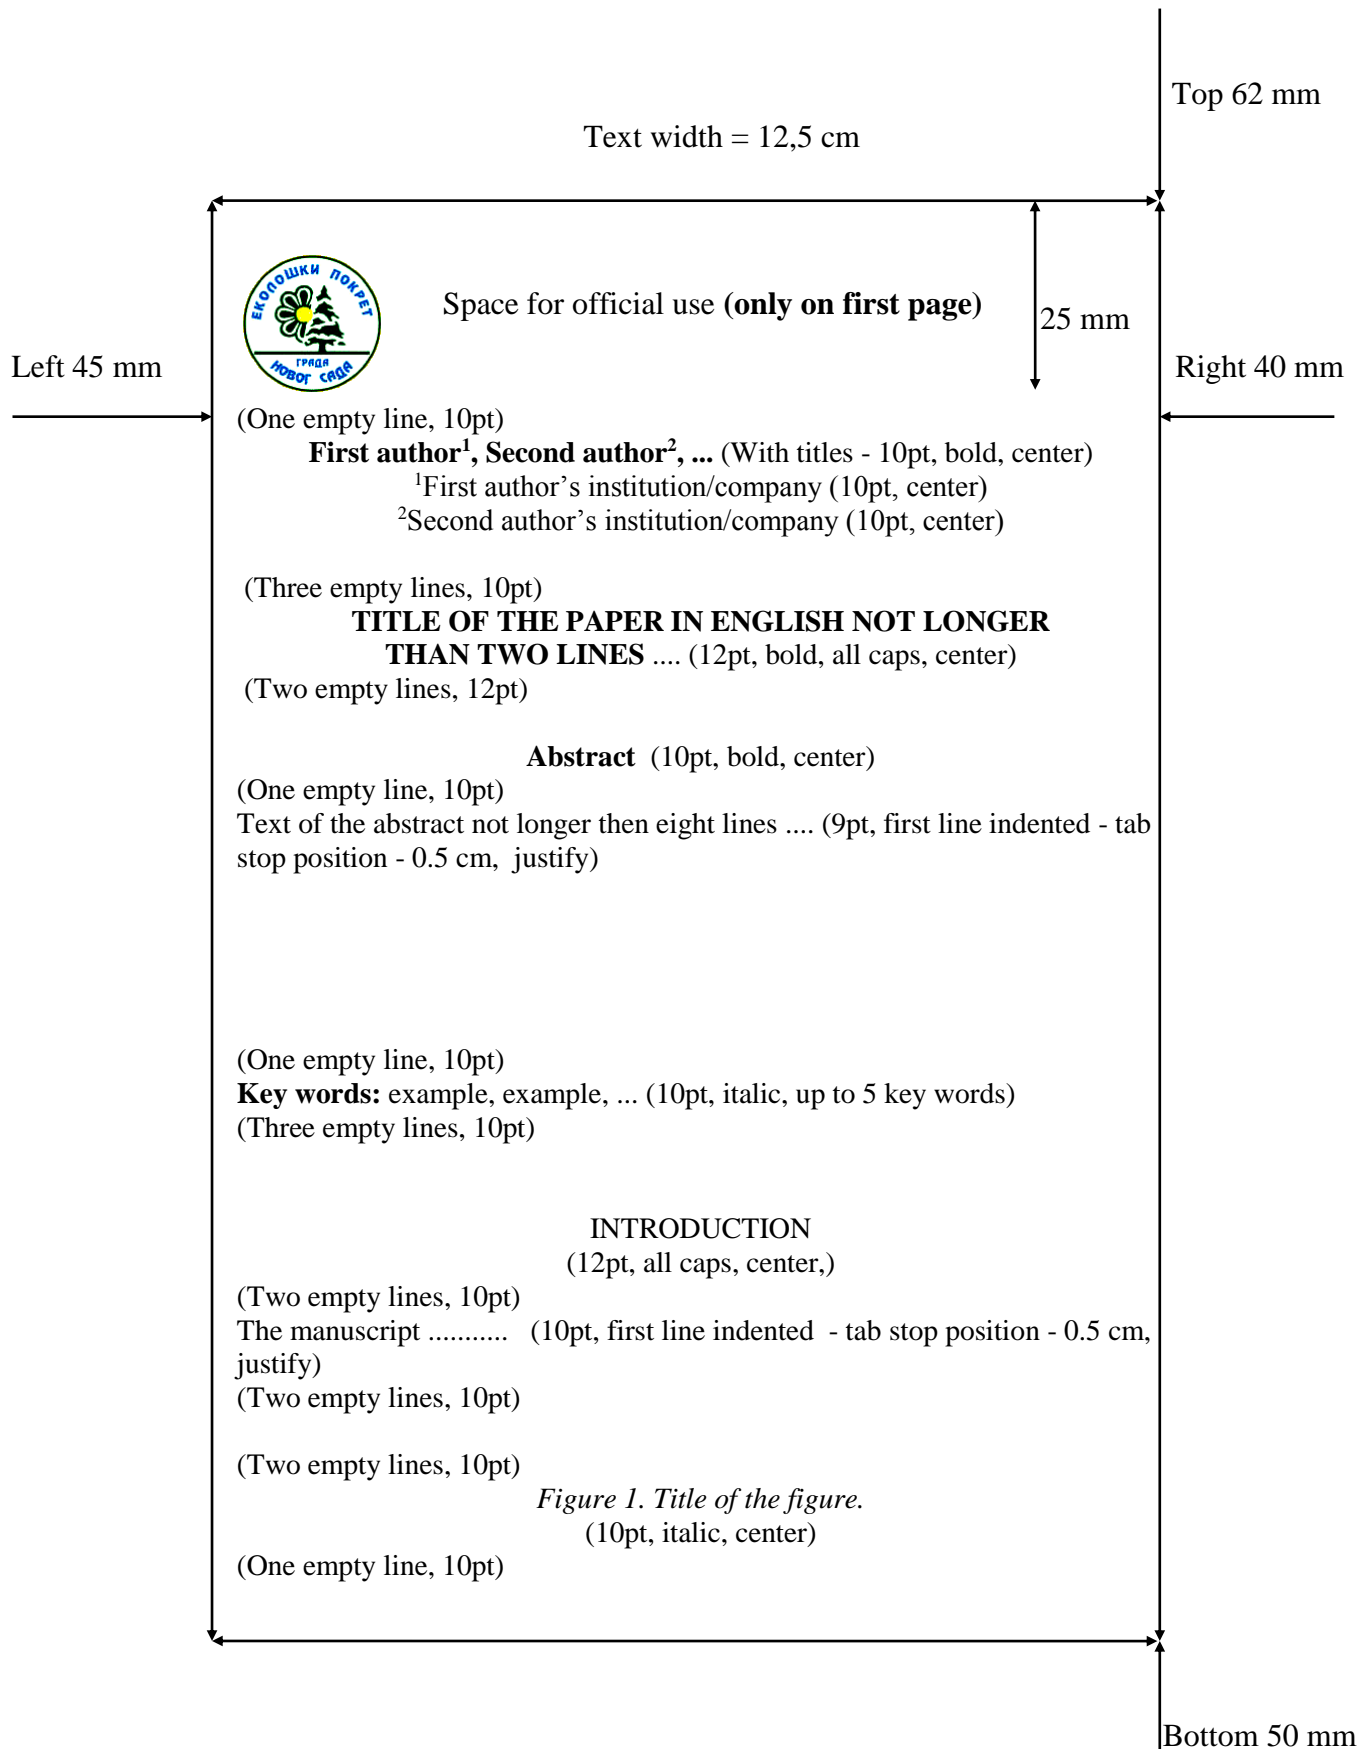 Top 62 mm
Text width = 12,5 cm
ЕКОЛОШКИ ПОКРЕТ
ГРАДА
НОВОГ САДА
Space for official use (only on first page)
25 mm
Left 45 mm
Right 40 mm
(One empty line, 10pt)
First author¹, Second author², ... (With titles - 10pt, bold, center)
¹First author’s institution/company (10pt, center)
²Second author’s institution/company (10pt, center)
(Three empty lines, 10pt)
TITLE OF THE PAPER IN ENGLISH NOT LONGER
THAN TWO LINES .... (12pt, bold, all caps, center)
(Two empty lines, 12pt)
Abstract (10pt, bold, center)
(One empty line, 10pt)
Text of the abstract not longer then eight lines .... (9pt, first line indented - tab
stop position - 0.5 cm, justify)
(One empty line, 10pt)
Key words: example, example, ... (10pt, italic, up to 5 key words)
(Three empty lines, 10pt)
INTRODUCTION
(12pt, all caps, center,)
(Two empty lines, 10pt)
The manuscript ........... (10pt, first line indented - tab stop position - 0.5 cm,
justify)
(Two empty lines, 10pt)
(Two empty lines, 10pt)
Figure 1. Title of the figure.
(10pt, italic, center)
(One empty line, 10pt)
Bottom 50 mm